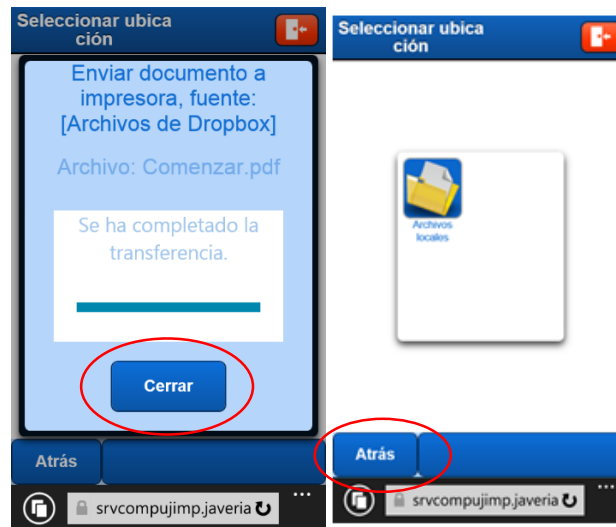 Seleccionar ubica
ción
Enviar documento a
impresora, fuente:
[Archivos de Dropbox]
Archivo: Comenzar.pdf
Se ha completado la
transferencia.
Cerrar
Atrás
srvcompujimp.javeria
Seleccionar ubica
ción
Archivos
locales
Atrás
srvcompujimp.javeria